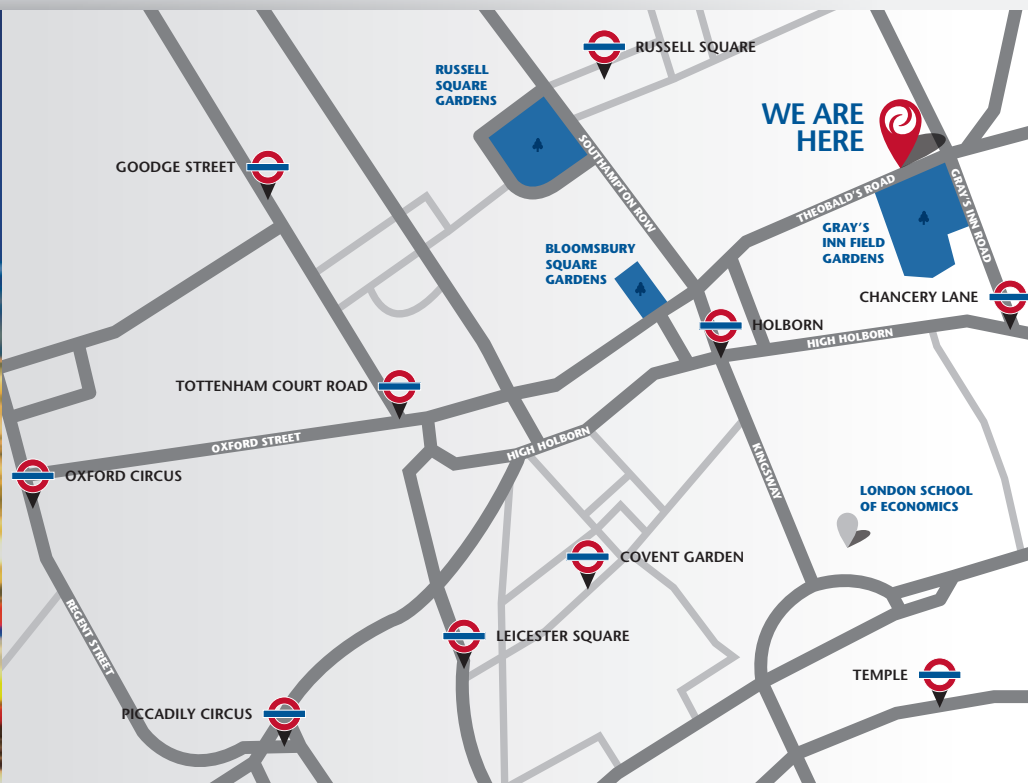 RUSSELL SQUARE
RUSSELL
SQUARE
GARDENS
WE ARE
HERE
GOODGE STREET
SOUTHAMPTON ROW
THEOBALD'S ROAD
GRAY'S INN ROAD
GRAY'S
INN FIELD
GARDENS
BLOOMSBURY
SQUARE
GARDENS
CHANCERY LANE
HOLBORN
HIGH HOLBORN
TOTTENHAM COURT ROAD
OXFORD STREET
HIGH HOLBORN
OXFORD CIRCUS
KINGSWAY
LONDON SCHOOL
OF ECONOMICS
COVENT GARDEN
REGENT STREET
LEICESTER SQUARE
TEMPLE
PICCADILY CIRCUS